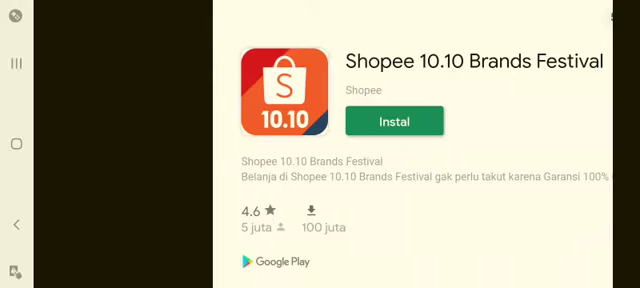 Shopee 10.10 Brands Festival
Shopee
S
10.10
Instal
Shopee 10.10 Brands Festival
Belanja di Shopee 10.10 Brands Festival gak perlu takut karena Garansi 100%
4.6
5 juta
100 juta
Google Play